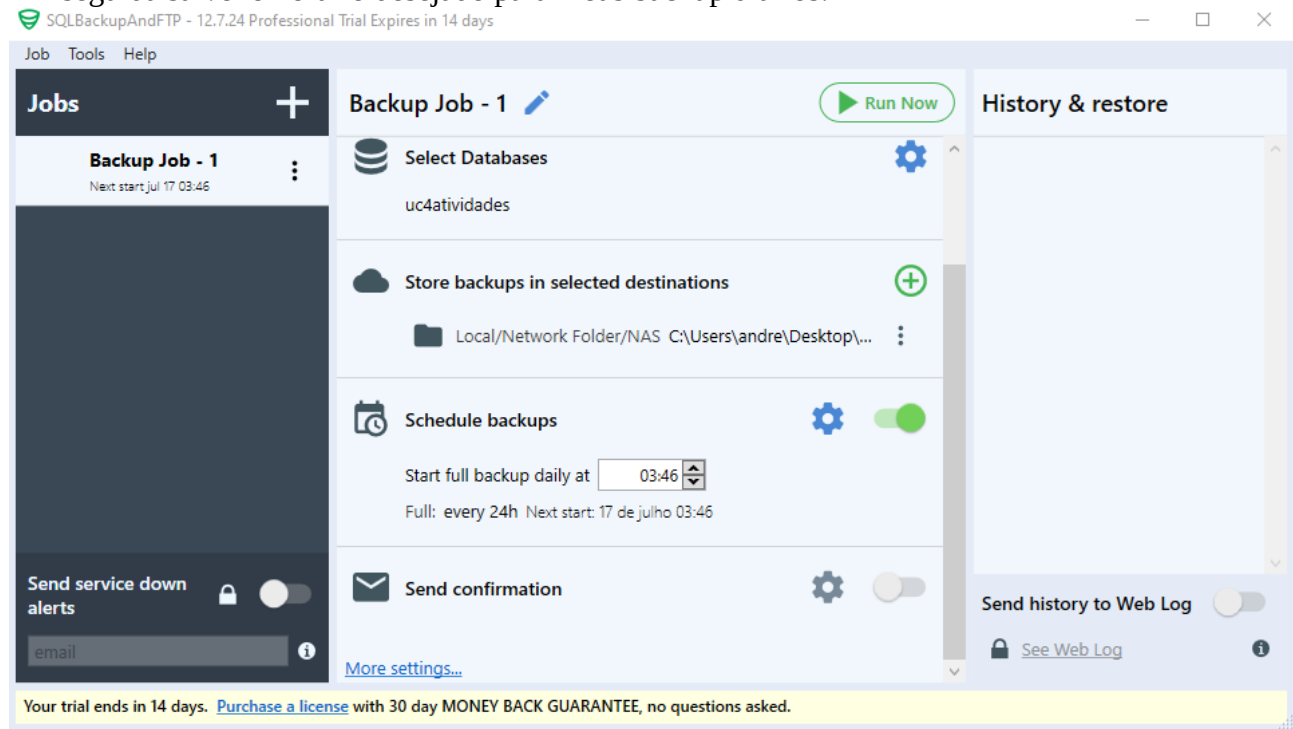 SQLBackupAndFTP - 12.7.24 Professional Trial Expires in 14 days
Job Tools Help
Jobs
Backup Job - 1
Next start jul 17 03:46
Send service down
alerts
email
Backup Job - 1
Run Now
Select Databases
uc4atividades
Store backups in selected destinations
Local/Network Folder/NAS C:\Users\andre\Desktop\...
Schedule backups
Start full backup daily at 03:46
Full: every 24h Next start: 17 de julho 03:46
Send confirmation
More settings...
History & restore
Send history to Web Log
See Web Log
Your trial ends in 14 days. Purchase a license with 30 day MONEY BACK GUARANTEE, no questions asked.